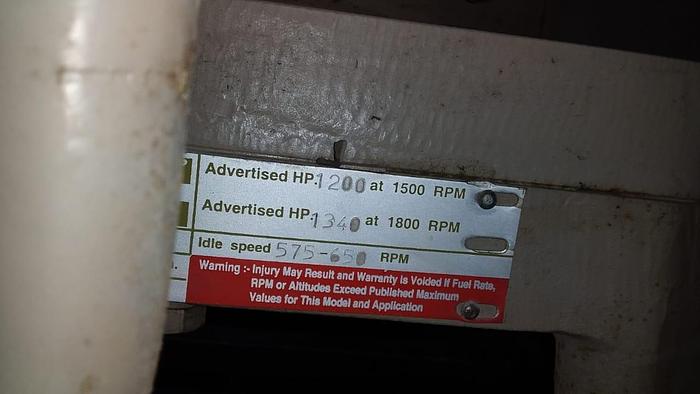 Advertised HP. 1200 at 1500 RPM
Advertised HP. 1340 at 1800 RPM
Idle speed 575-650 RPM
Warning :- Injury May Result and Warranty is Voided If Fuel Rate,
RPM or Altitudes Exceed Published Maximum
Values for This Model and Application